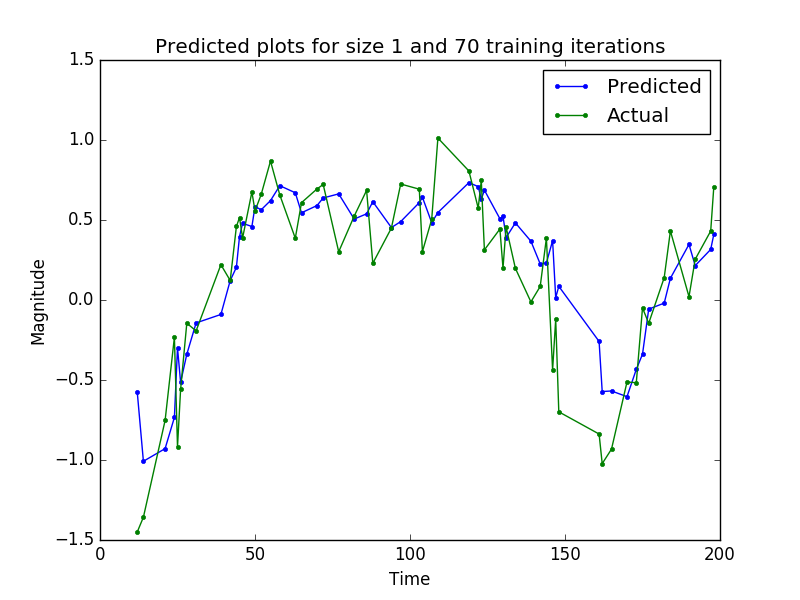 Predicted plots for size 1 and 70 training iterations
1.5
Predicted
Actual
1.0
0.5
0.0
−0.5
−1.0
−1.5
Magnitude
0
50
100
150
200
Time